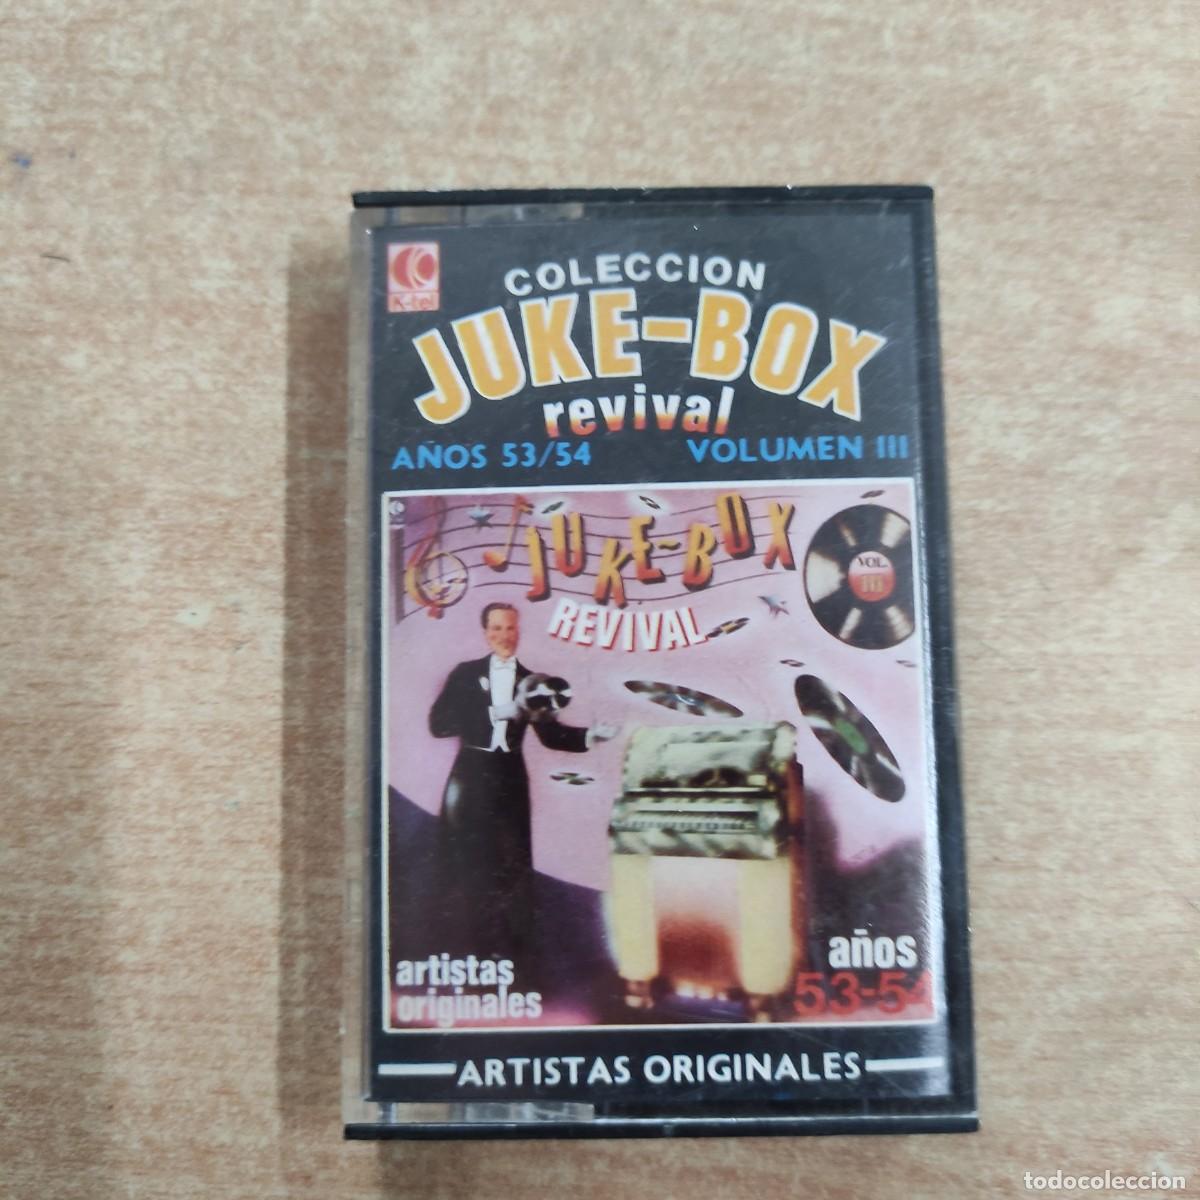 K-tel
COLECCION
JUKE-BOX
revival
AÑOS 53/54 VOLUMEN III
JUKE-BOX
REVIVAL
VOL.
III
artistas
originales
años
53-54
ARTISTAS ORIGINALES
todocoleccion